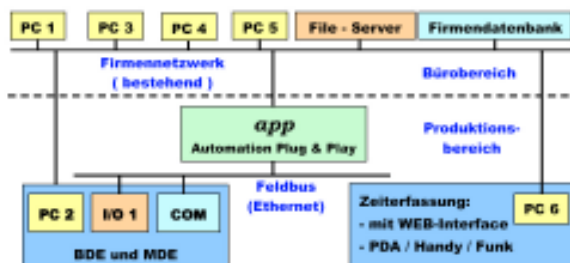 PC 1
PC 3
PC 4
PC 5
File - Server
Firmendatenbank
Firmennetzwerk
( bestehend )
Bürobereich
app
Automation Plug & Play
Produktions-
bereich
Feldbus
(Ethernet)
PC 2
I/O 1
COM
BDE und MDE
Zeiterfassung:
- mit WEB-Interface
- PDA / Handy / Funk
PC 6